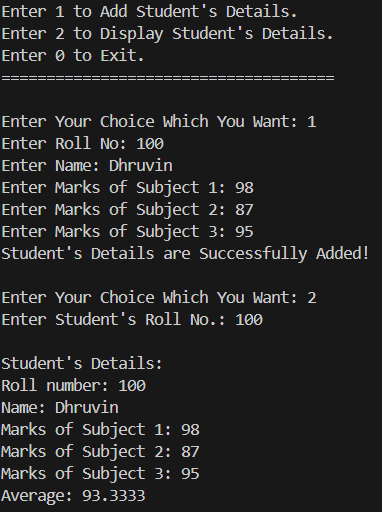 Enter 1 to Add Student's Details.
Enter 2 to Display Student's Details.
Enter 0 to Exit.
=====================================
Enter Your Choice Which You Want: 1
Enter Roll No: 100
Enter Name: Dhruvin
Enter Marks of Subject 1: 98
Enter Marks of Subject 2: 87
Enter Marks of Subject 3: 95
Student's Details are Successfully Added!
Enter Your Choice Which You Want: 2
Enter Student's Roll No.: 100
Student's Details:
Roll number: 100
Name: Dhruvin
Marks of Subject 1: 98
Marks of Subject 2: 87
Marks of Subject 3: 95
Average: 93.3333